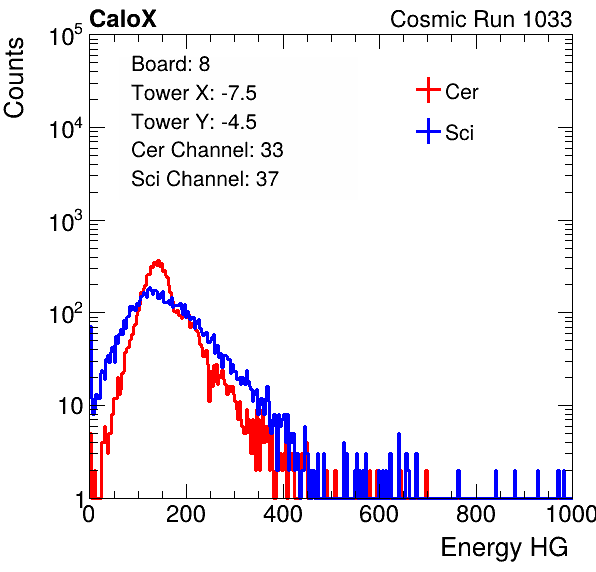 CaloX
Cosmic Run 1033
Counts
10^5
10^4
10^3
10^2
10
1
Board: 8
Tower X: -7.5
Tower Y: -4.5
Cer Channel: 33
Sci Channel: 37
Cer
Sci
0 200 400 600 800 1000
Energy HG